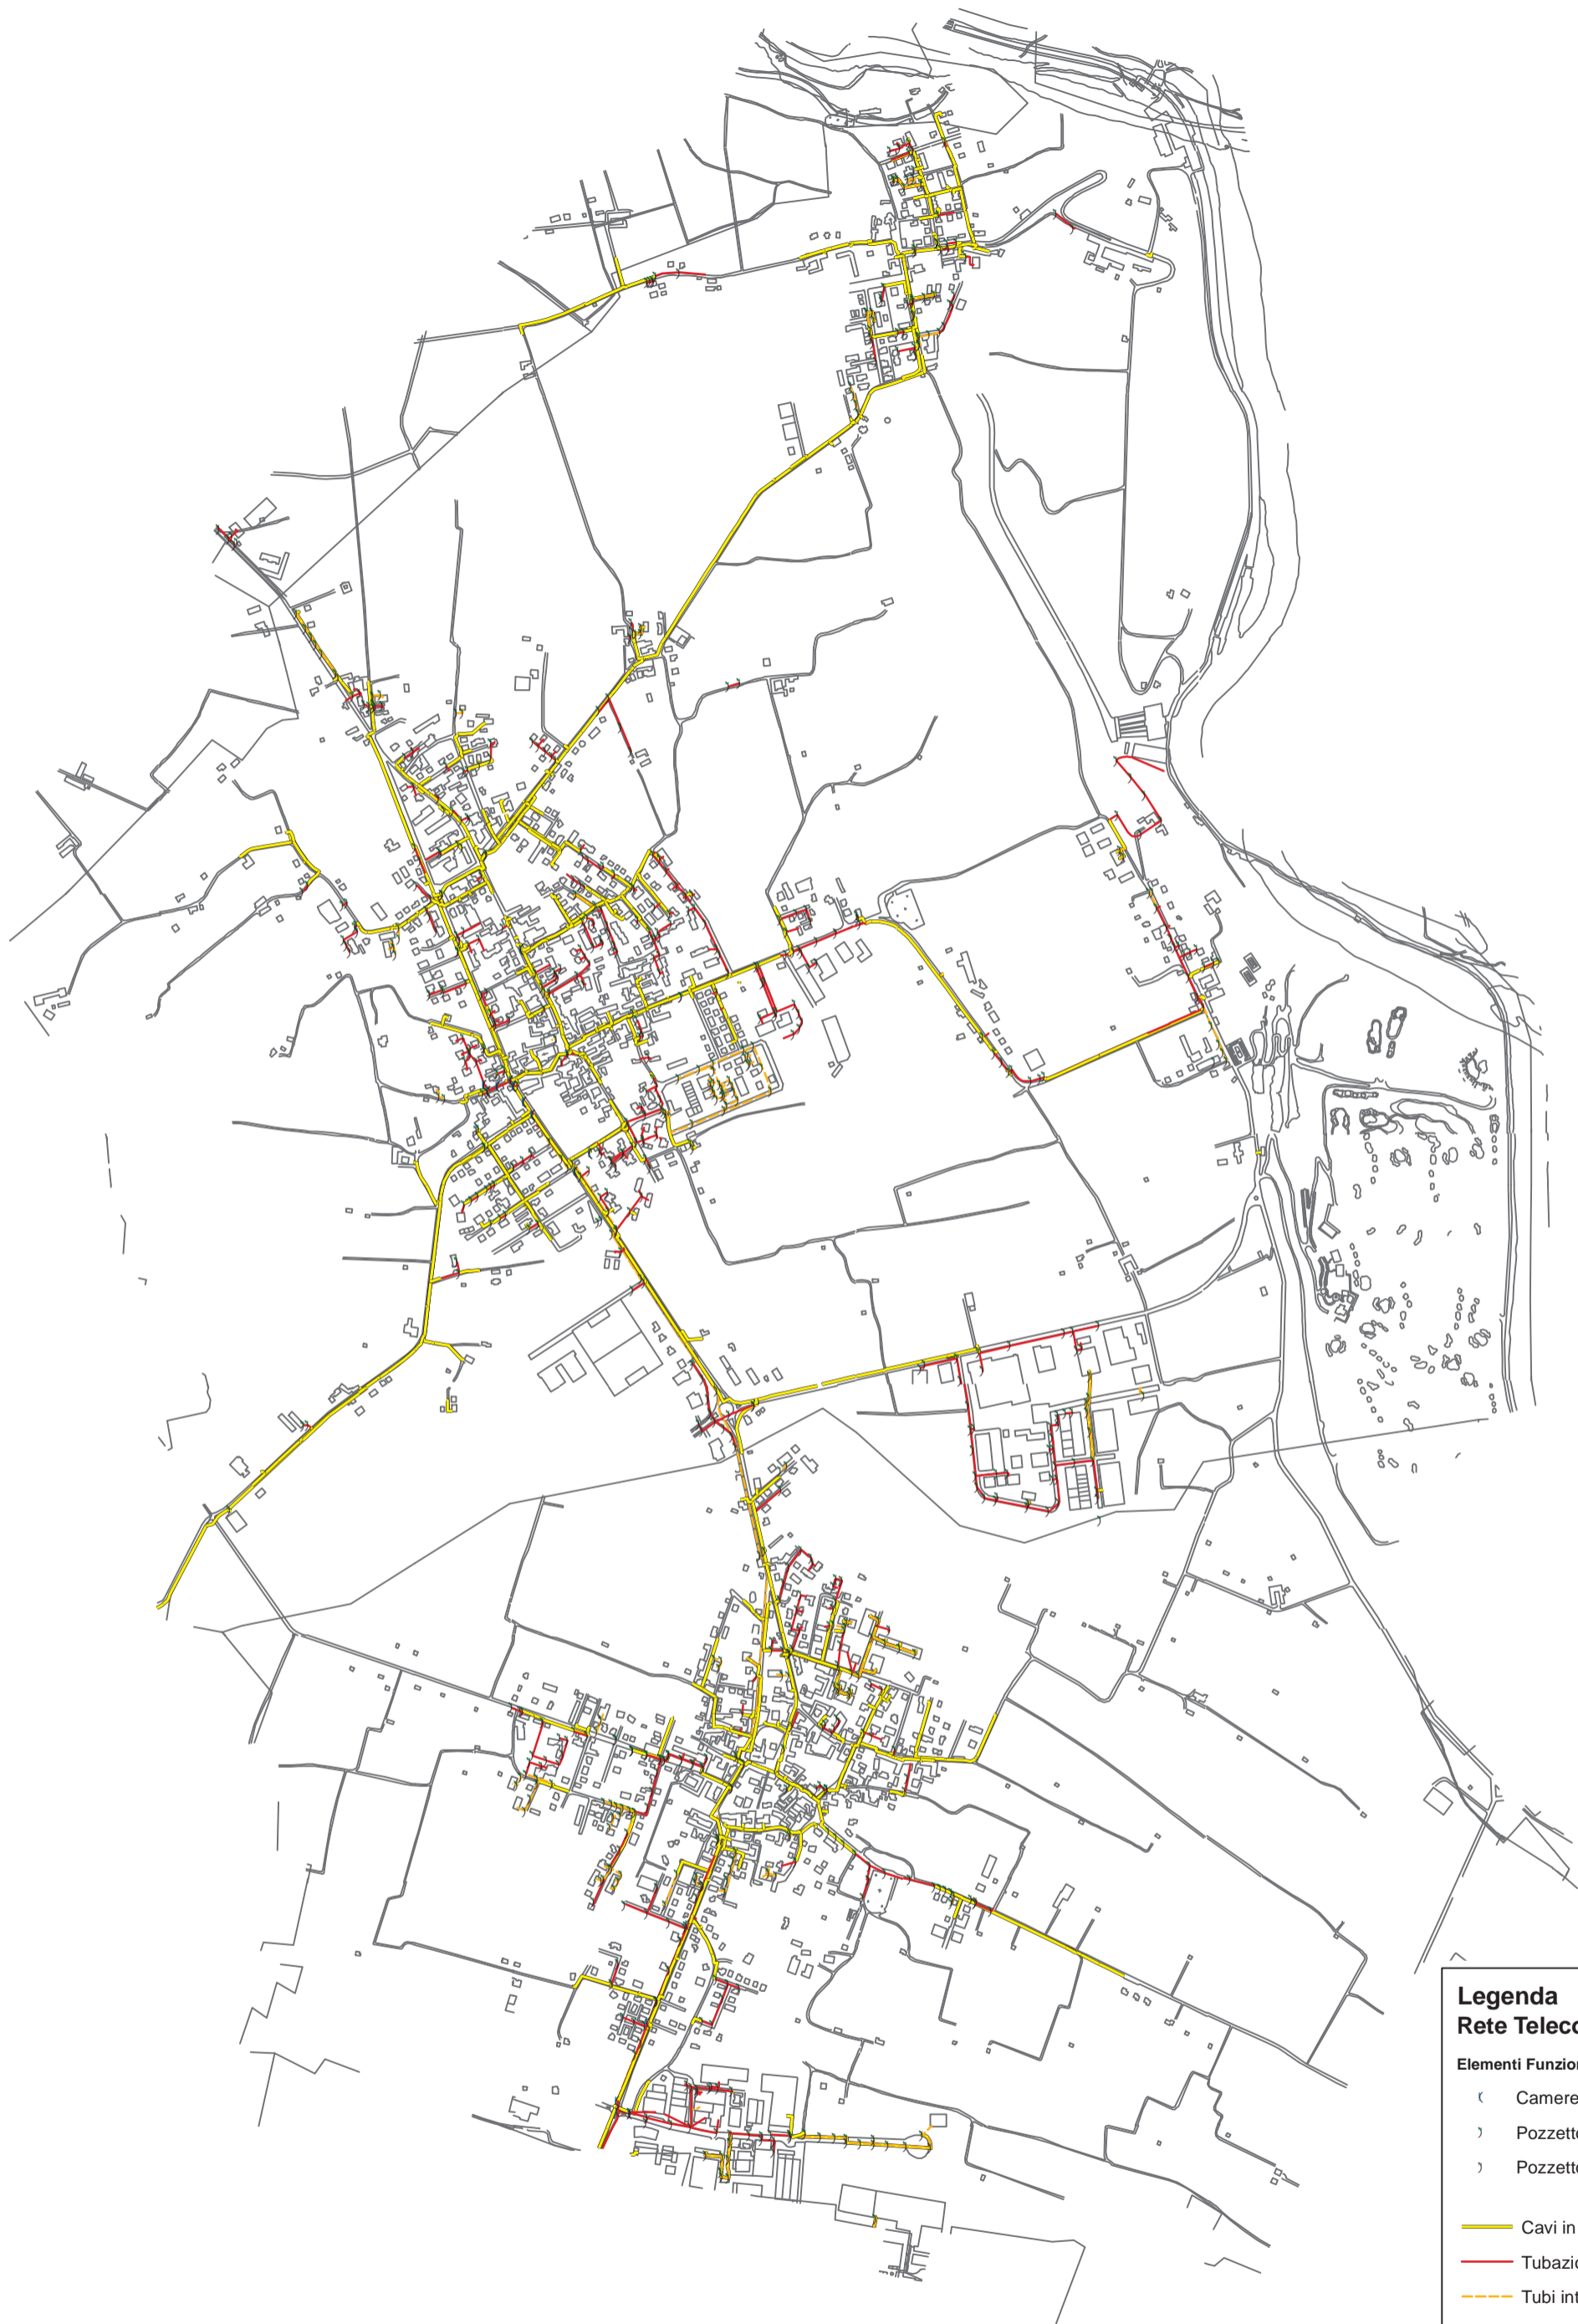 Legenda
Rete Teleco
Elementi Funzion
Camere
Pozzetto
Pozzetto
Cavi in
Tubazio
Tubi int